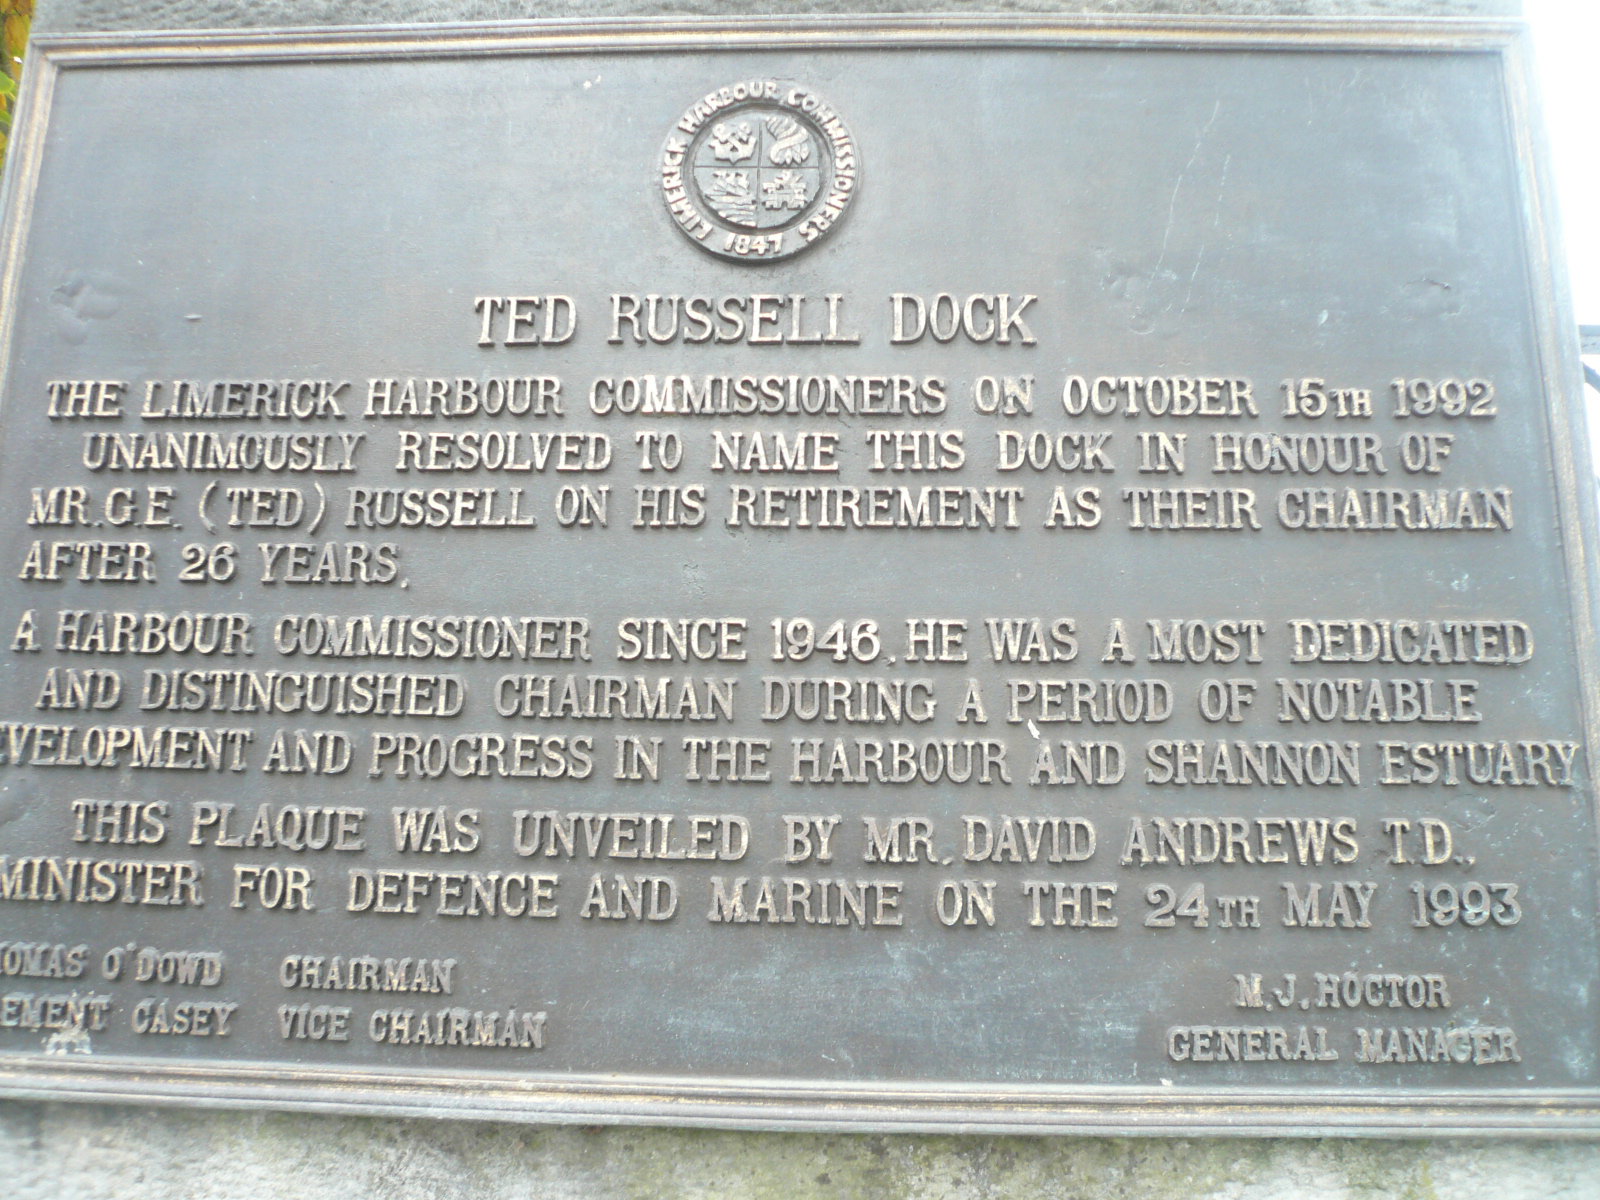 LIMERICK HARBOUR COMMISSIONERS
1847
TED RUSSELL DOCK
THE LIMERICK HARBOUR COMMISSIONERS ON OCTOBER 15TH 1992
UNANIMOUSLY RESOLVED TO NAME THIS DOCK IN HONOUR OF
MR. G.E. (TED) RUSSELL ON HIS RETIREMENT AS THEIR CHAIRMAN
AFTER 26 YEARS.
A HARBOUR COMMISSIONER SINCE 1946, HE WAS A MOST DEDICATED
AND DISTINGUISHED CHAIRMAN DURING A PERIOD OF NOTABLE
EVELOPMENT AND PROGRESS IN THE HARBOUR AND SHANNON ESTUARY
THIS PLAQUE WAS UNVEILED BY MR. DAVID ANDREWS T.D.,
MINISTER FOR DEFENCE AND MARINE ON THE 24TH MAY 1993
OMAS O'DOWD CHAIRMAN
EMENT CASEY VICE CHAIRMAN
M.J. HOCTOR
GENERAL MANAGER